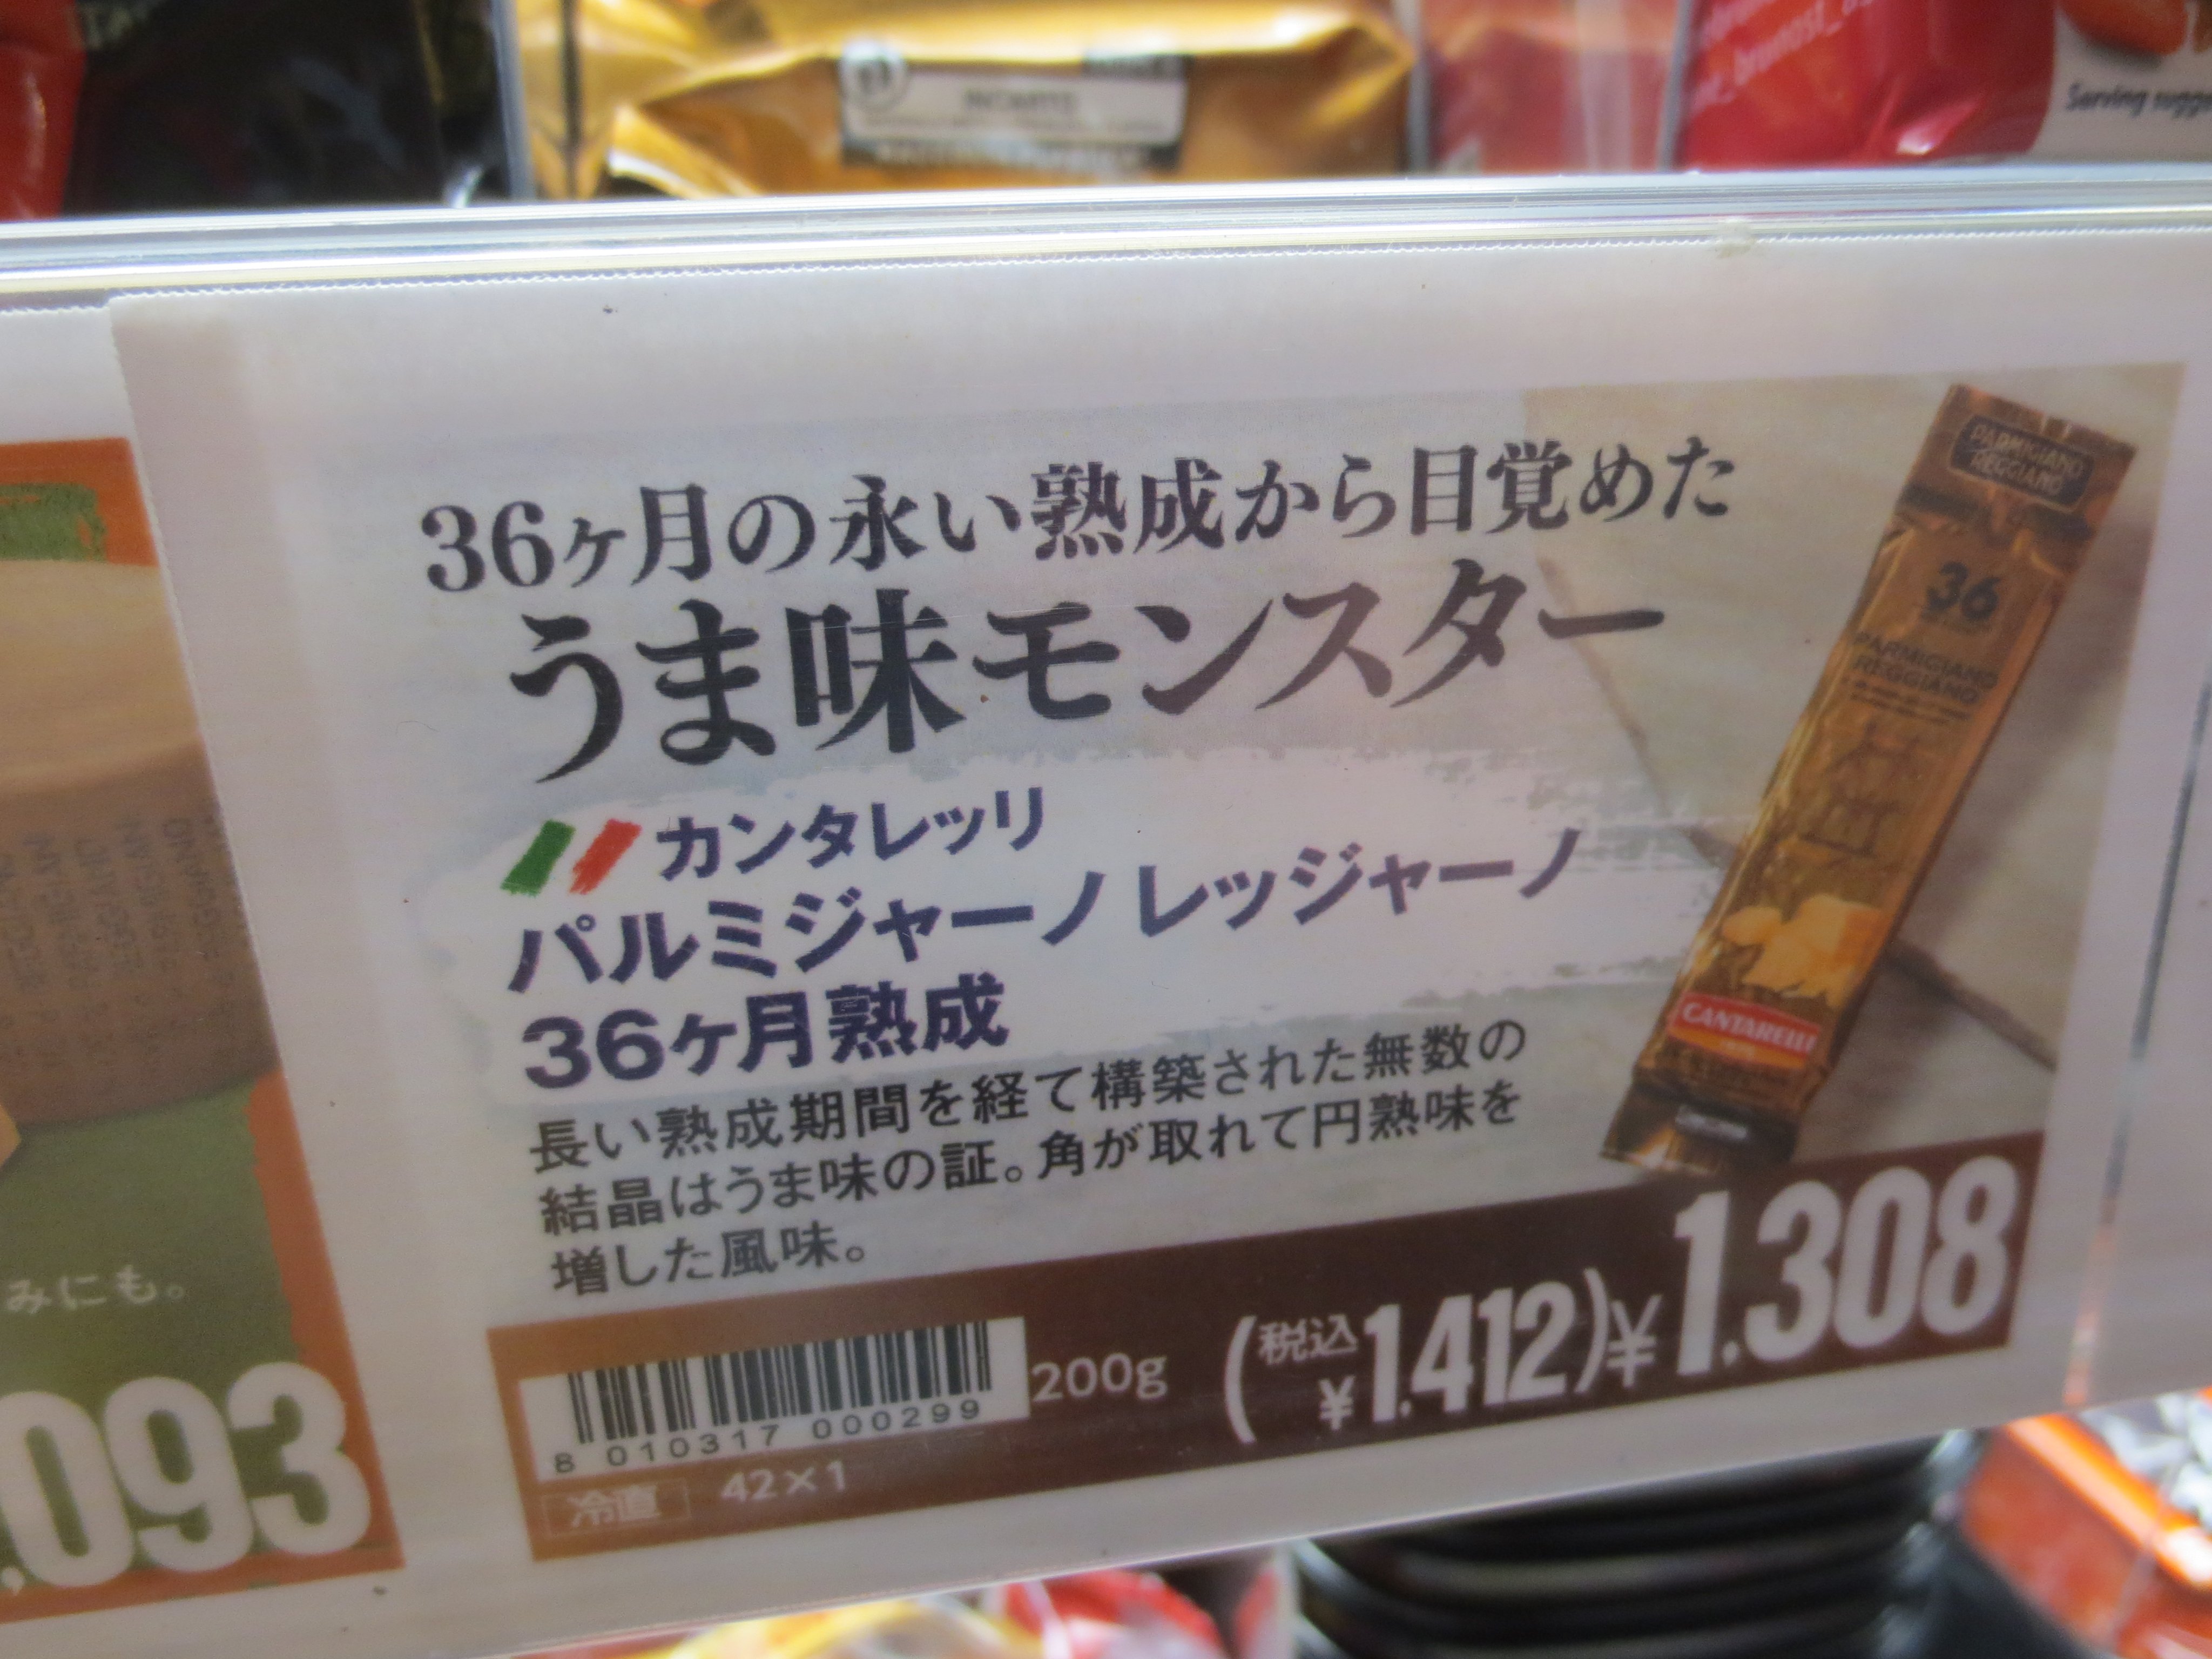 Serving sugg
36ヶ月の永い熟成から目覚めた
うま味モンスター
カンタレッリ
パルミジャーノ レッジャーノ
36ヶ月熟成
長い熟成期間を経て構築された無数の
結晶はうま味の証。角が取れて円熟味を
増した風味。
8 010317 000299
200g
(税込 ¥1,412) ¥1,308
冷直 42×1
PARMIGIANO
REGGIANO
36
PARMIGIANO
REGGIANO
CANTARELLI
みにも。
,093